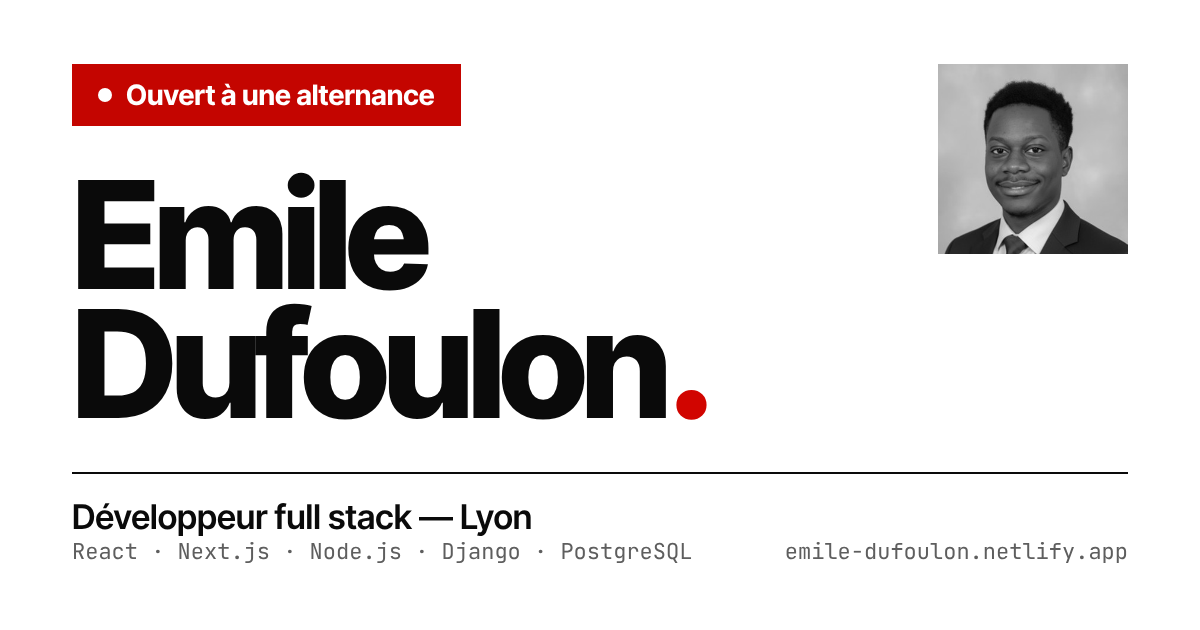 Ouvert à une alternance
Emile
Dufoulon.
Développeur full stack — Lyon
React · Next.js · Node.js · Django · PostgreSQL
emile-dufoulon.netlify.app